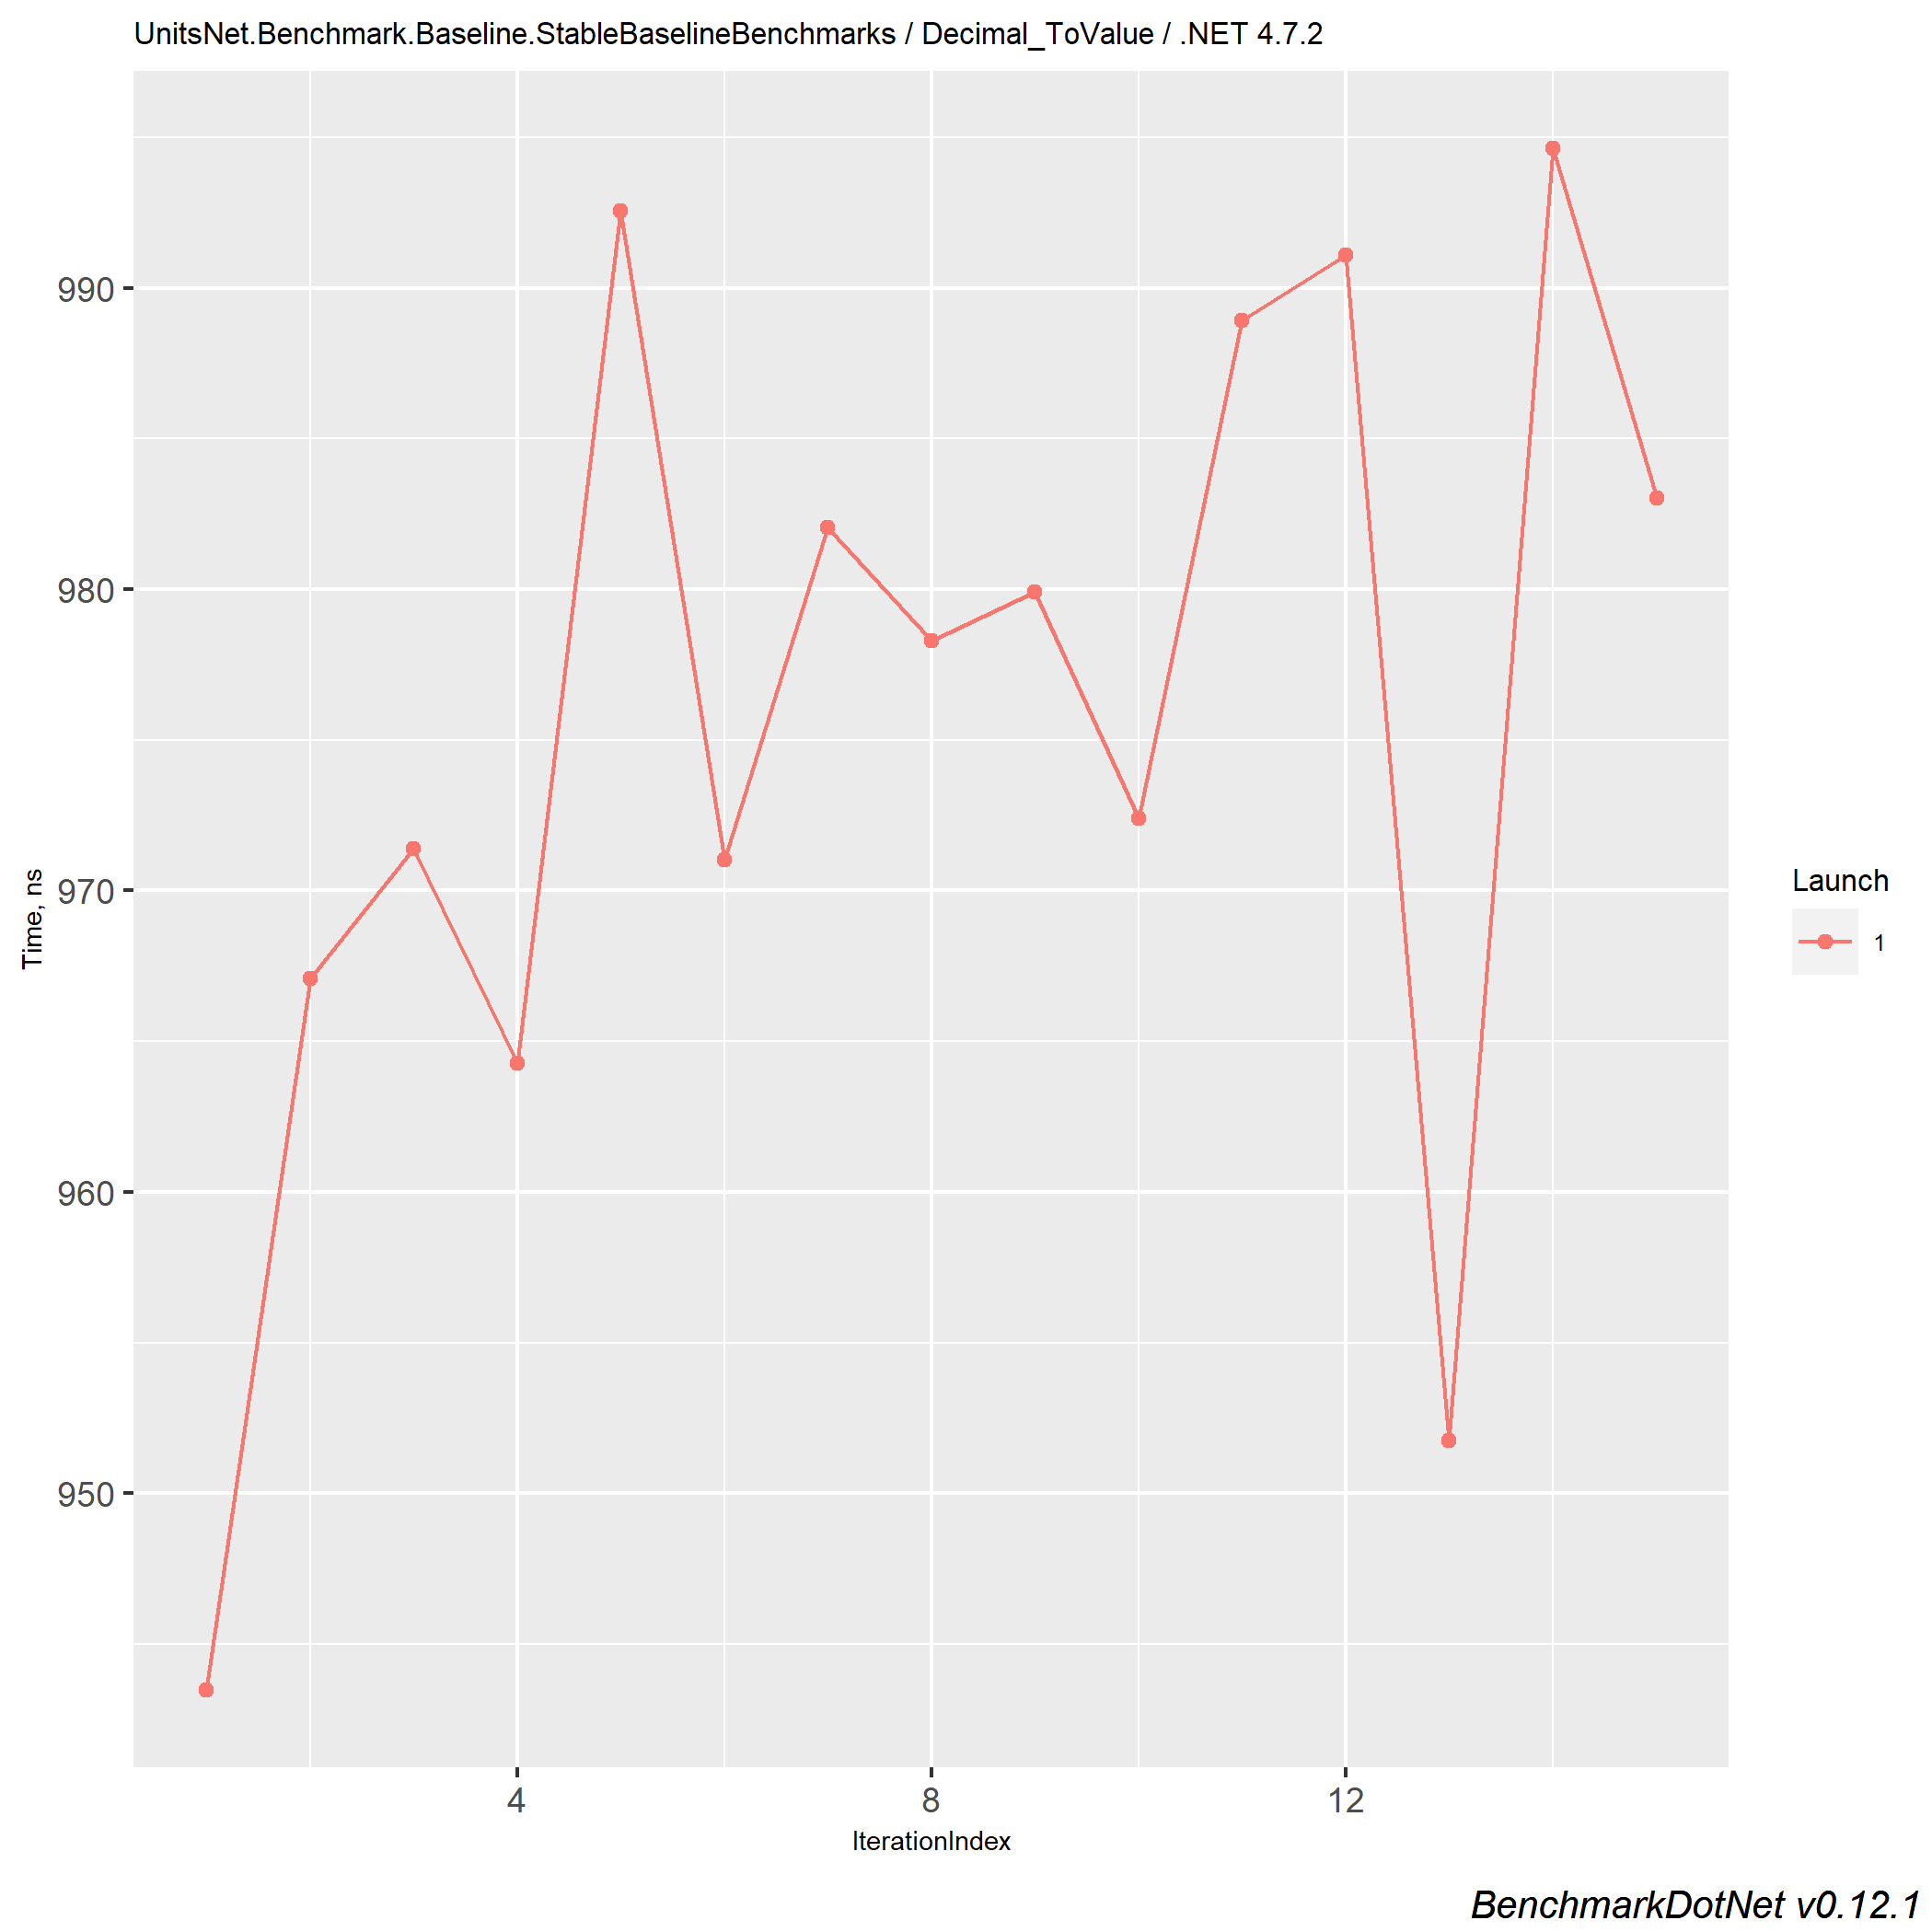 UnitsNet.Benchmark.Baseline.StableBaselineBenchmarks / Decimal_ToValue / .NET 4.7.2
990
980
970
960
950
Time, ns
4
8
12
IterationIndex
Launch
1
BenchmarkDotNet v0.12.1